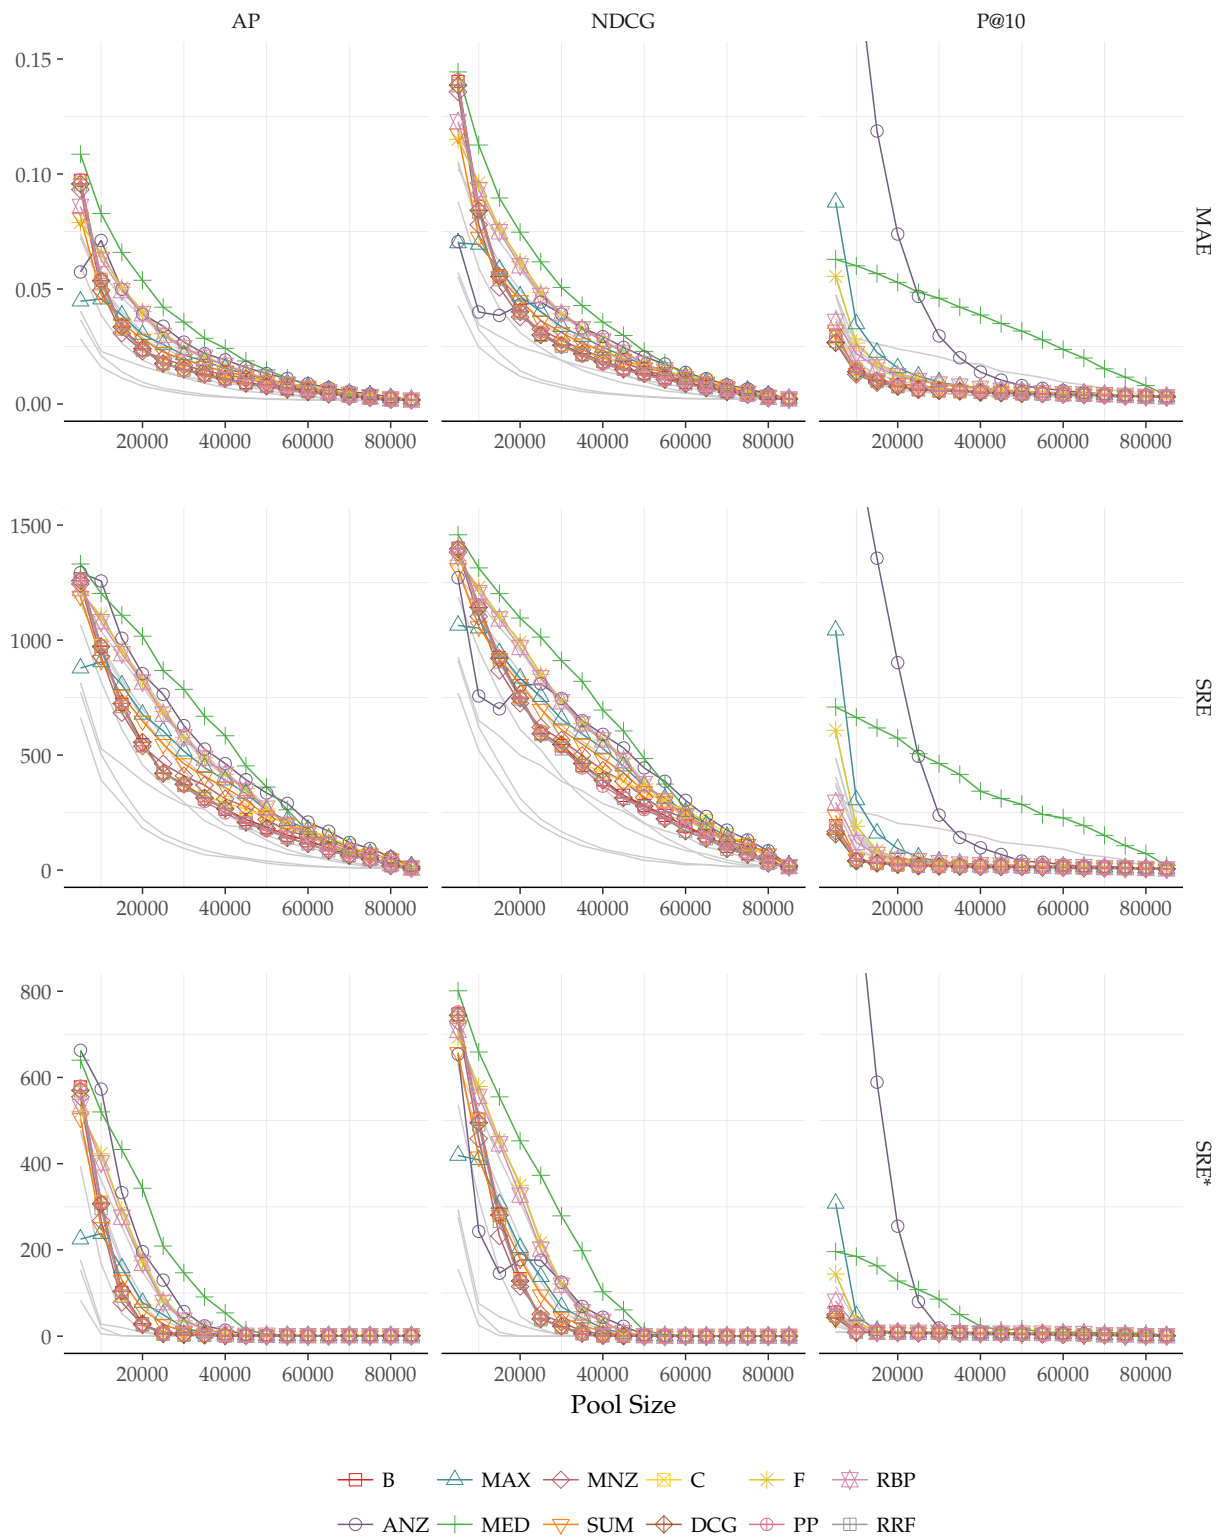 AP NDCG P@10
0.15
0.10
0.05
0.00
MAE
20000 40000 60000 80000 20000 40000 60000 80000 20000 40000 60000 80000
1500
1000
500
0
SRE
20000 40000 60000 80000 20000 40000 60000 80000 20000 40000 60000 80000
800
600
400
200
0
SRE*
20000 40000 60000 80000 20000 40000 60000 80000 20000 40000 60000 80000
Pool Size
B MAX MNZ C F RBP
ANZ MED SUM DCG PP RRF